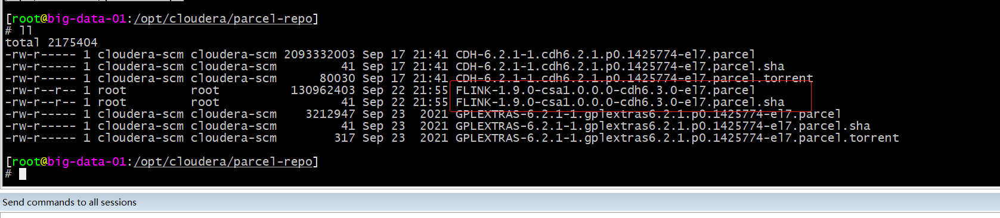 [root@big-data-01:/opt/cloudera/parcel-repo]
# ll
total 2175404
-rw-r----- 1 cloudera-scm cloudera-scm 2093332003 Sep 17 21:41 CDH-6.2.1-1.cdh6.2.1.p0.1425774-el7.parcel
-rw-r----- 1 cloudera-scm cloudera-scm 41 Sep 17 21:41 CDH-6.2.1-1.cdh6.2.1.p0.1425774-el7.parcel.sha
-rw-r----- 1 cloudera-scm cloudera-scm 80030 Sep 17 21:41 CDH-6.2.1-1.cdh6.2.1.p0.1425774-el7.parcel.torrent
-rw-r--r-- 1 root root 130962403 Sep 22 21:55 FLINK-1.9.0-csa1.0.0.0-cdh6.3.0-el7.parcel
-rw-r--r-- 1 root root 41 Sep 22 21:55 FLINK-1.9.0-csa1.0.0.0-cdh6.3.0-el7.parcel.sha
-rw-r----- 1 cloudera-scm cloudera-scm 3212947 Sep 23 2021 GPLEXTRAS-6.2.1-1.gplextras6.2.1.p0.1425774-el7.parcel
-rw-r----- 1 cloudera-scm cloudera-scm 41 Sep 23 2021 GPLEXTRAS-6.2.1-1.gplextras6.2.1.p0.1425774-el7.parcel.sha
-rw-r----- 1 cloudera-scm cloudera-scm 317 Sep 23 2021 GPLEXTRAS-6.2.1-1.gplextras6.2.1.p0.1425774-el7.parcel.torrent
[root@big-data-01:/opt/cloudera/parcel-repo]
#
Send commands to all sessions